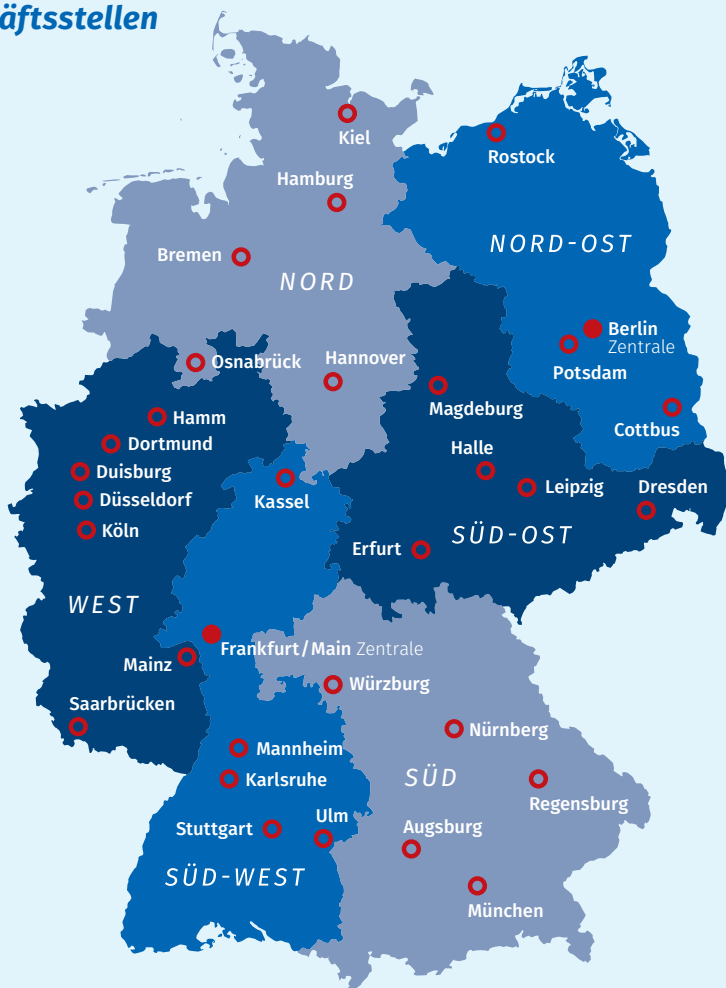 äftsstellen
Kiel
Rostock
Hamburg
NORD-OST
Bremen
NORD
Berlin
Zentrale
Osnabrück
Hannover
Potsdam
Magdeburg
Hamm
Cottbus
Dortmund
Halle
Duisburg
Leipzig
Dresden
Düsseldorf
Kassel
Köln
SÜD-OST
Erfurt
WEST
Frankfurt/Main Zentrale
Mainz
Würzburg
Saarbrücken
Nürnberg
Mannheim
SÜD
Karlsruhe
Regensburg
Ulm
Augsburg
Stuttgart
SÜD-WEST
München